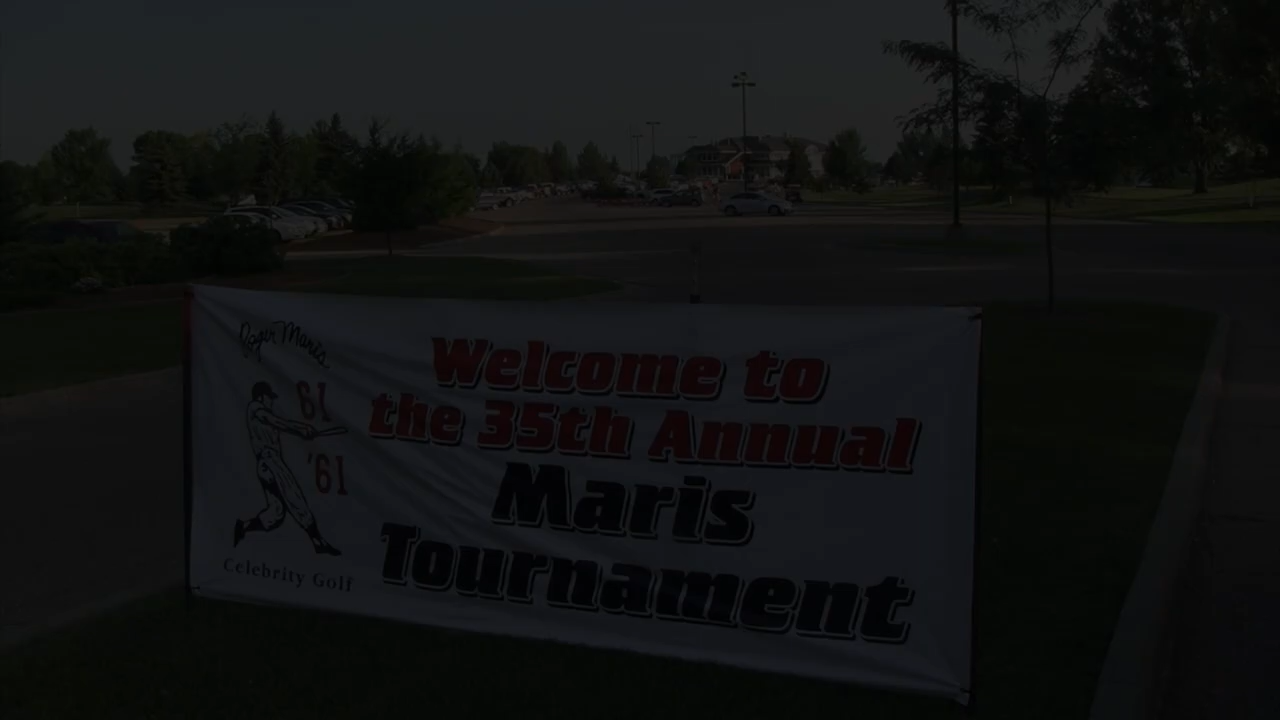 Roger Maris
61
'61
Celebrity Golf
Welcome to
the 35th Annual
Maris
Tournament